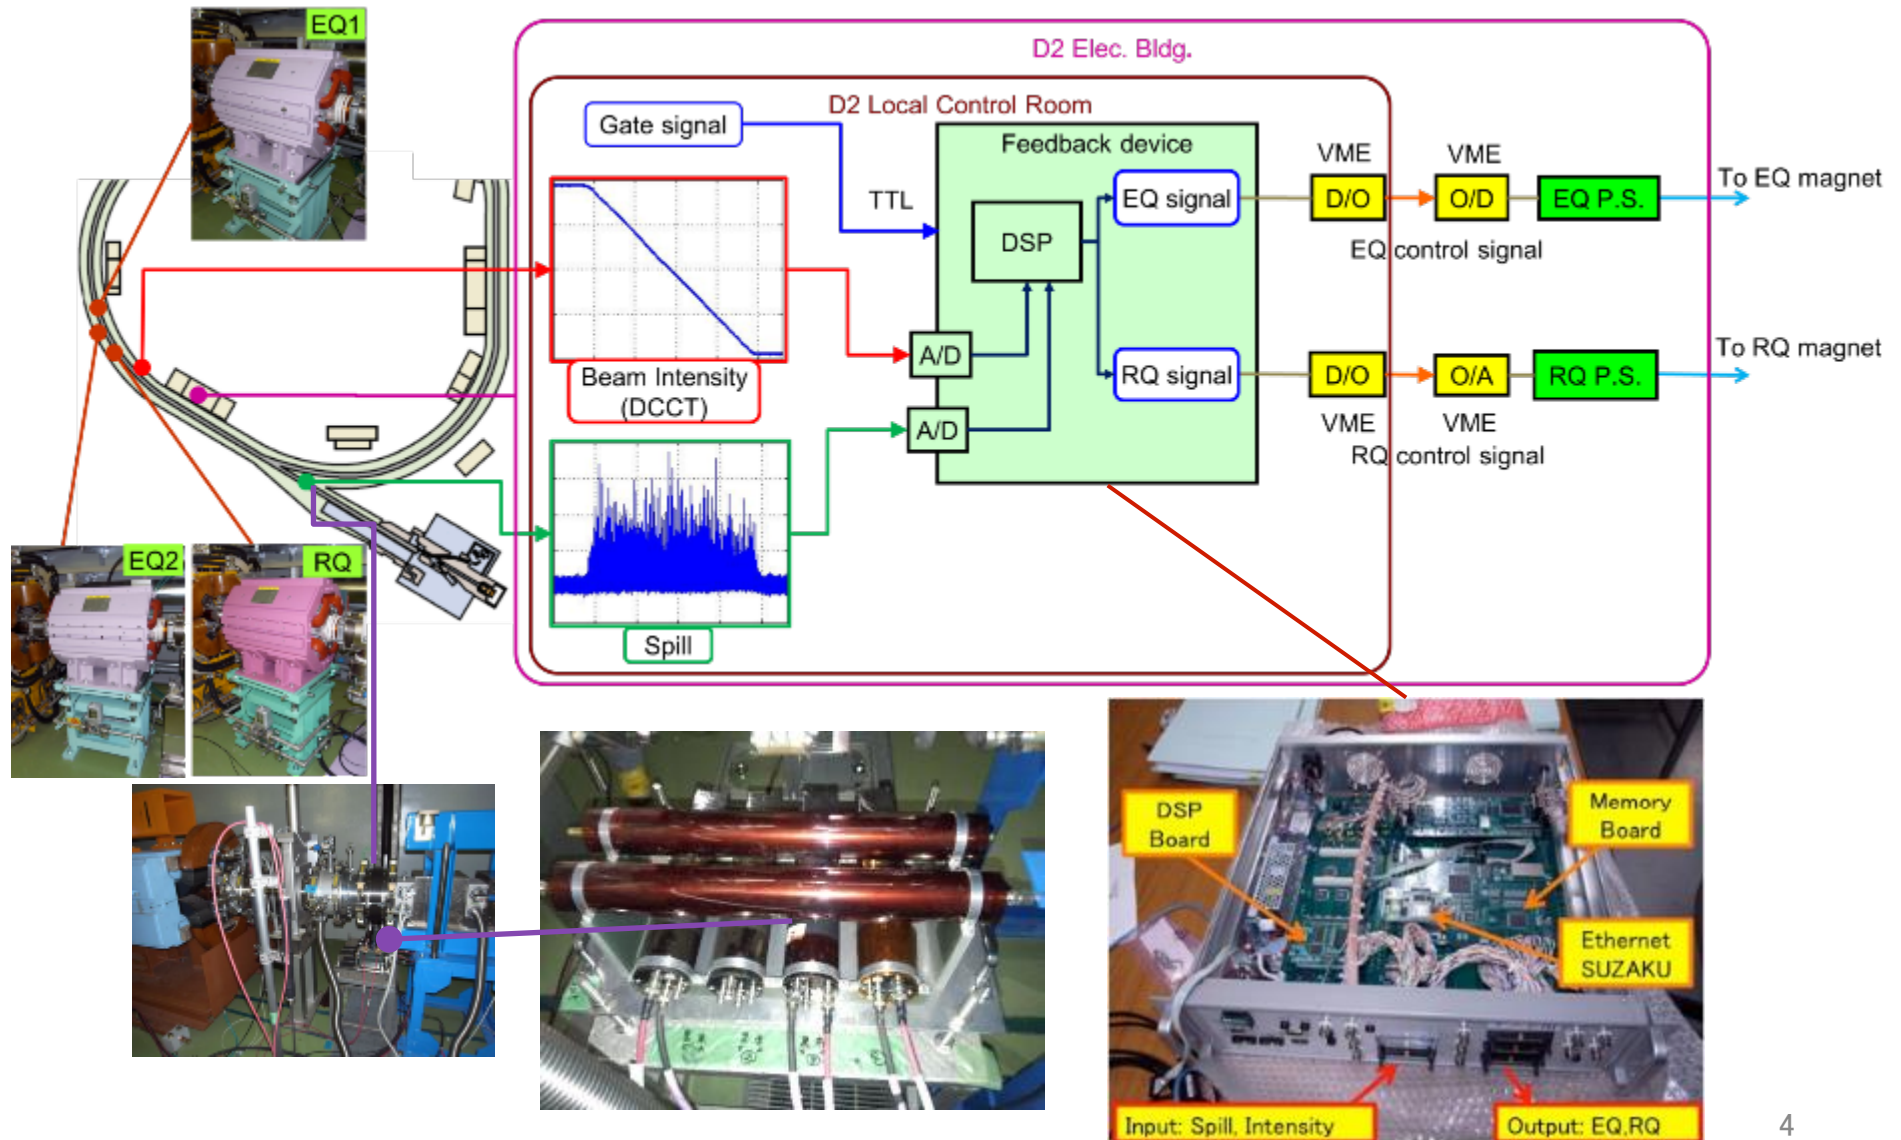 EQ1
D2 Elec. Bldg.
D2 Local Control Room
Gate signal
Feedback device
VME
VME
TTL
EQ signal
D/O
O/D
EQ P.S.
To EQ magnet
DSP
EQ control signal
A/D
RQ signal
D/O
O/A
RQ P.S.
To RQ magnet
Beam Intensity
(DCCT)
A/D
VME
VME
RQ control signal
EQ2
RQ
Spill
DSP
Board
Memory
Board
Ethernet
SUZAKU
Input: Spill, Intensity
Output: EQ,RQ
4